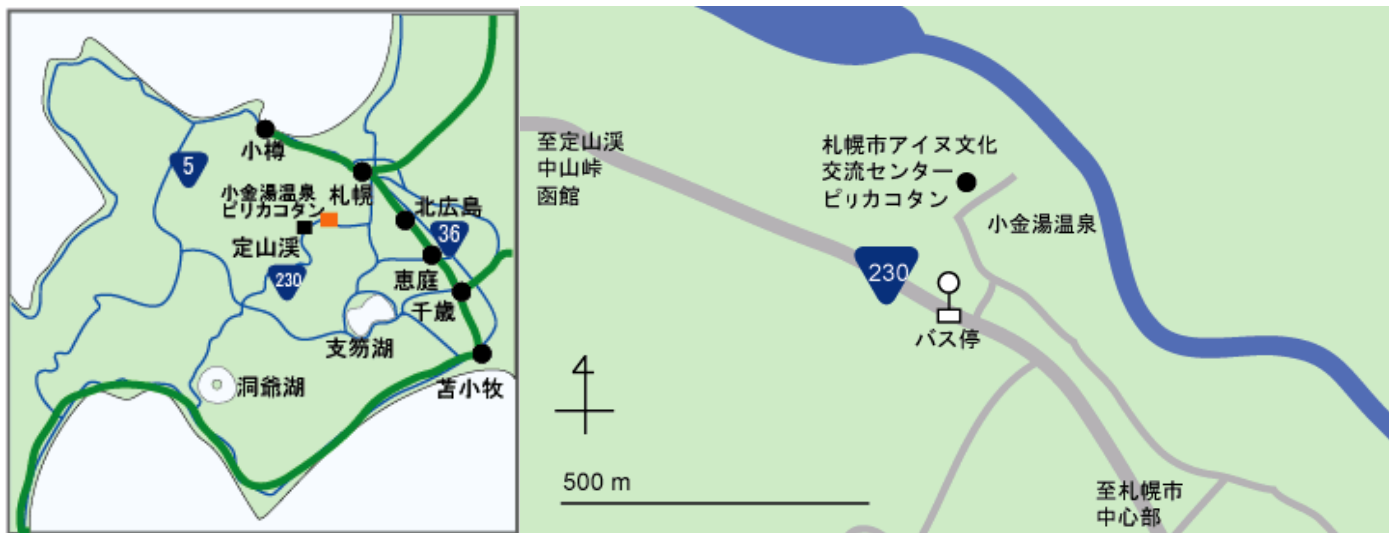 小樽
5
小金湯温泉
ピリカコタン
札幌
北広島
定山渓
36
230
恵庭
千歳
支笏湖
洞爺湖
苫小牧
至定山渓
中山峠
函館
札幌市アイヌ文化
交流センター
ピリカコタン
小金湯温泉
230
バス停
4
500 m
至札幌市
中心部